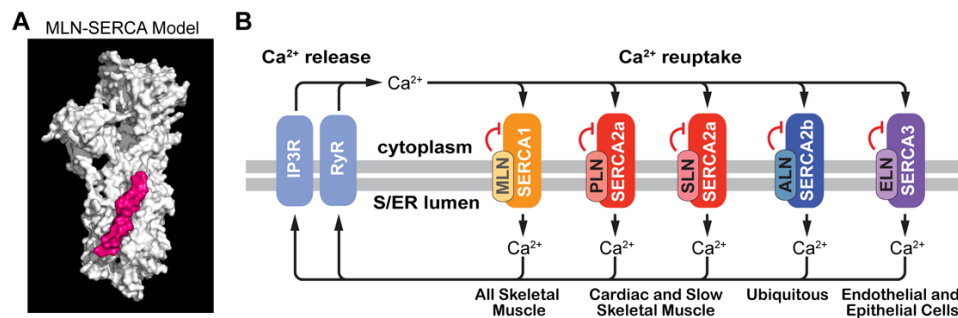 A
MLN-SERCA Model
B
Ca²⁺ release
Ca²⁺ reuptake
Ca²⁺
cytoplasm
S/ER lumen
IP3R
RyR
MLN
SERCA1
PLN
SERCA2a
SLN
SERCA2a
ALN
SERCA2b
ELN
SERCA3
Ca²⁺
Ca²⁺
Ca²⁺
Ca²⁺
Ca²⁺
All Skeletal
Muscle
Cardiac and Slow
Skeletal Muscle
Ubiquitous
Endothelial and
Epithelial Cells